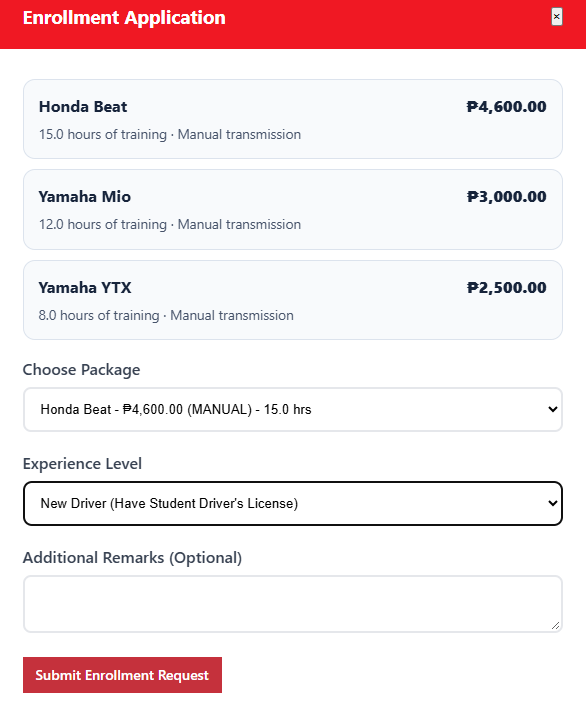 Enrollment Application
×
Honda Beat
₱4,600.00
15.0 hours of training · Manual transmission
Yamaha Mio
₱3,000.00
12.0 hours of training · Manual transmission
Yamaha YTX
₱2,500.00
8.0 hours of training · Manual transmission
Choose Package
Honda Beat - ₱4,600.00 (MANUAL) - 15.0 hrs
Experience Level
New Driver (Have Student Driver's License)
Additional Remarks (Optional)
Submit Enrollment Request